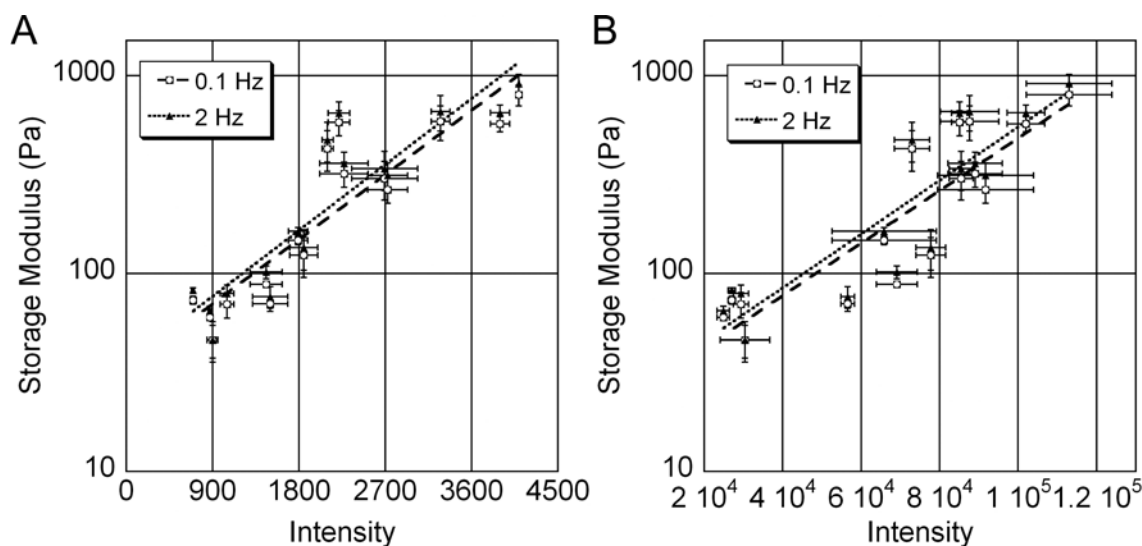 A
0.1 Hz
2 Hz
1000
100
10
Storage Modulus (Pa)
0 900 1800 2700 3600 4500
Intensity
B
0.1 Hz
2 Hz
1000
100
10
Storage Modulus (Pa)
2 10⁴ 6 10⁴ 8 10⁴ 1 10⁵ 1.2 10⁵
Intensity